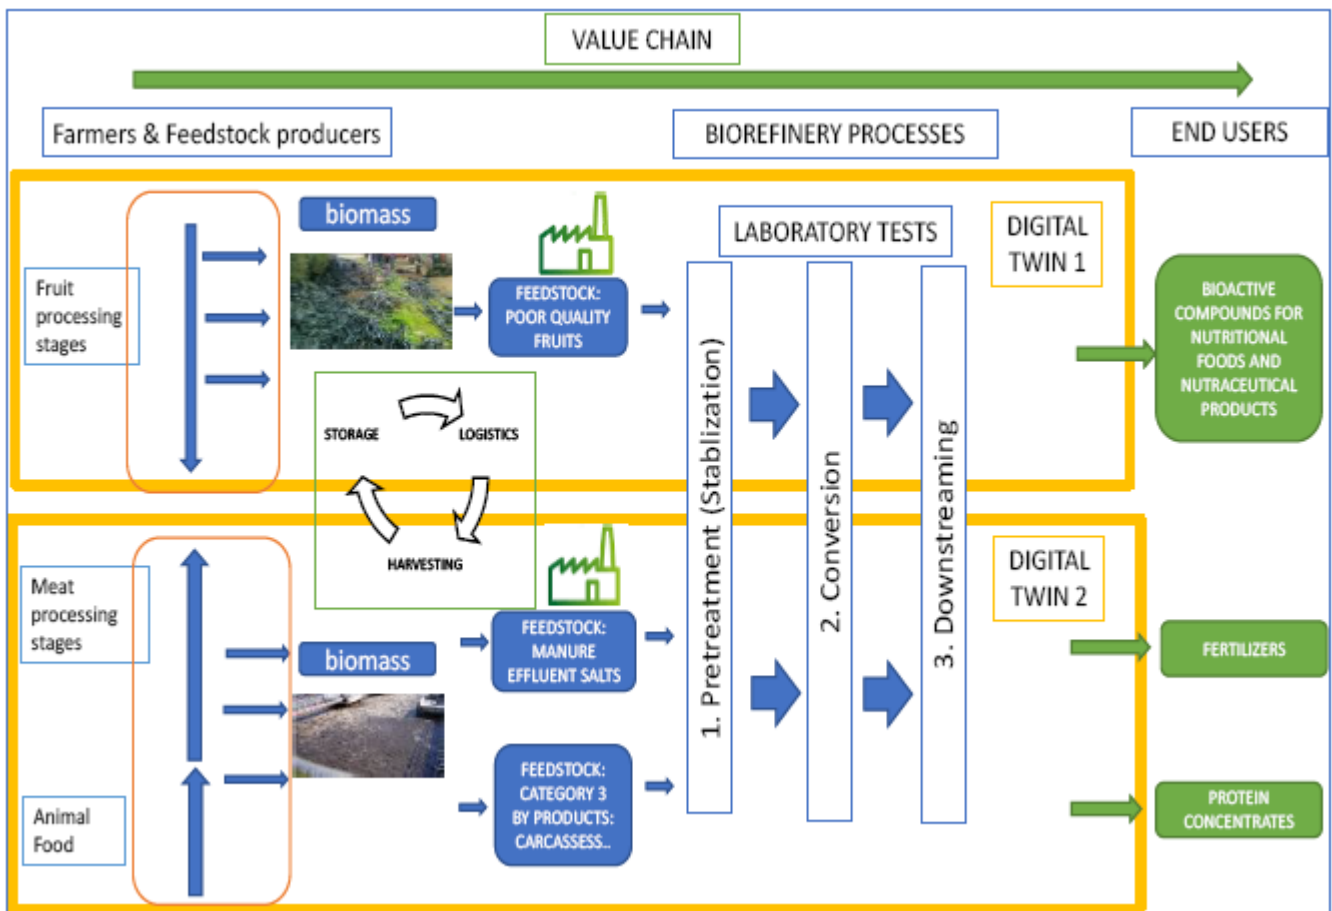 VALUE CHAIN
Farmers & Feedstock producers
BIOREFINERY PROCESSES
END USERS
biomass
LABORATORY TESTS
DIGITAL
TWIN 1
Fruit
processing
stages
FEEDSTOCK:
POOR QUALITY
FRUITS
BIOACTIVE
COMPOUNDS FOR
NUTRITIONAL
FOODS AND
NUTRACEUTICAL
PRODUCTS
STORAGE
LOGISTICS
HARVESTING
1. Pretreatment (Stablization)
2. Conversion
3. Downstreaming
DIGITAL
TWIN 2
Meat
processing
stages
biomass
FEEDSTOCK:
MANURE
EFFLUENT SALTS
FERTILIZERS
FEEDSTOCK:
CATEGORY 3
BY PRODUCTS:
CARCASSESS..
Animal
Food
PROTEIN
CONCENTRATES